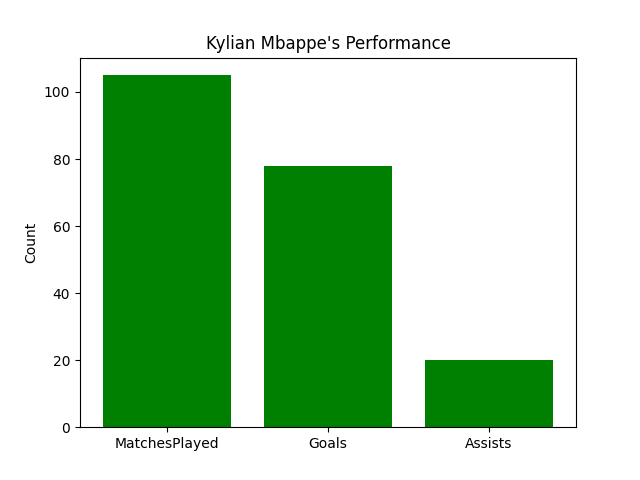 Kylian Mbappe's Performance
100
80
60
40
20
0
Count
MatchesPlayed
Goals
Assists